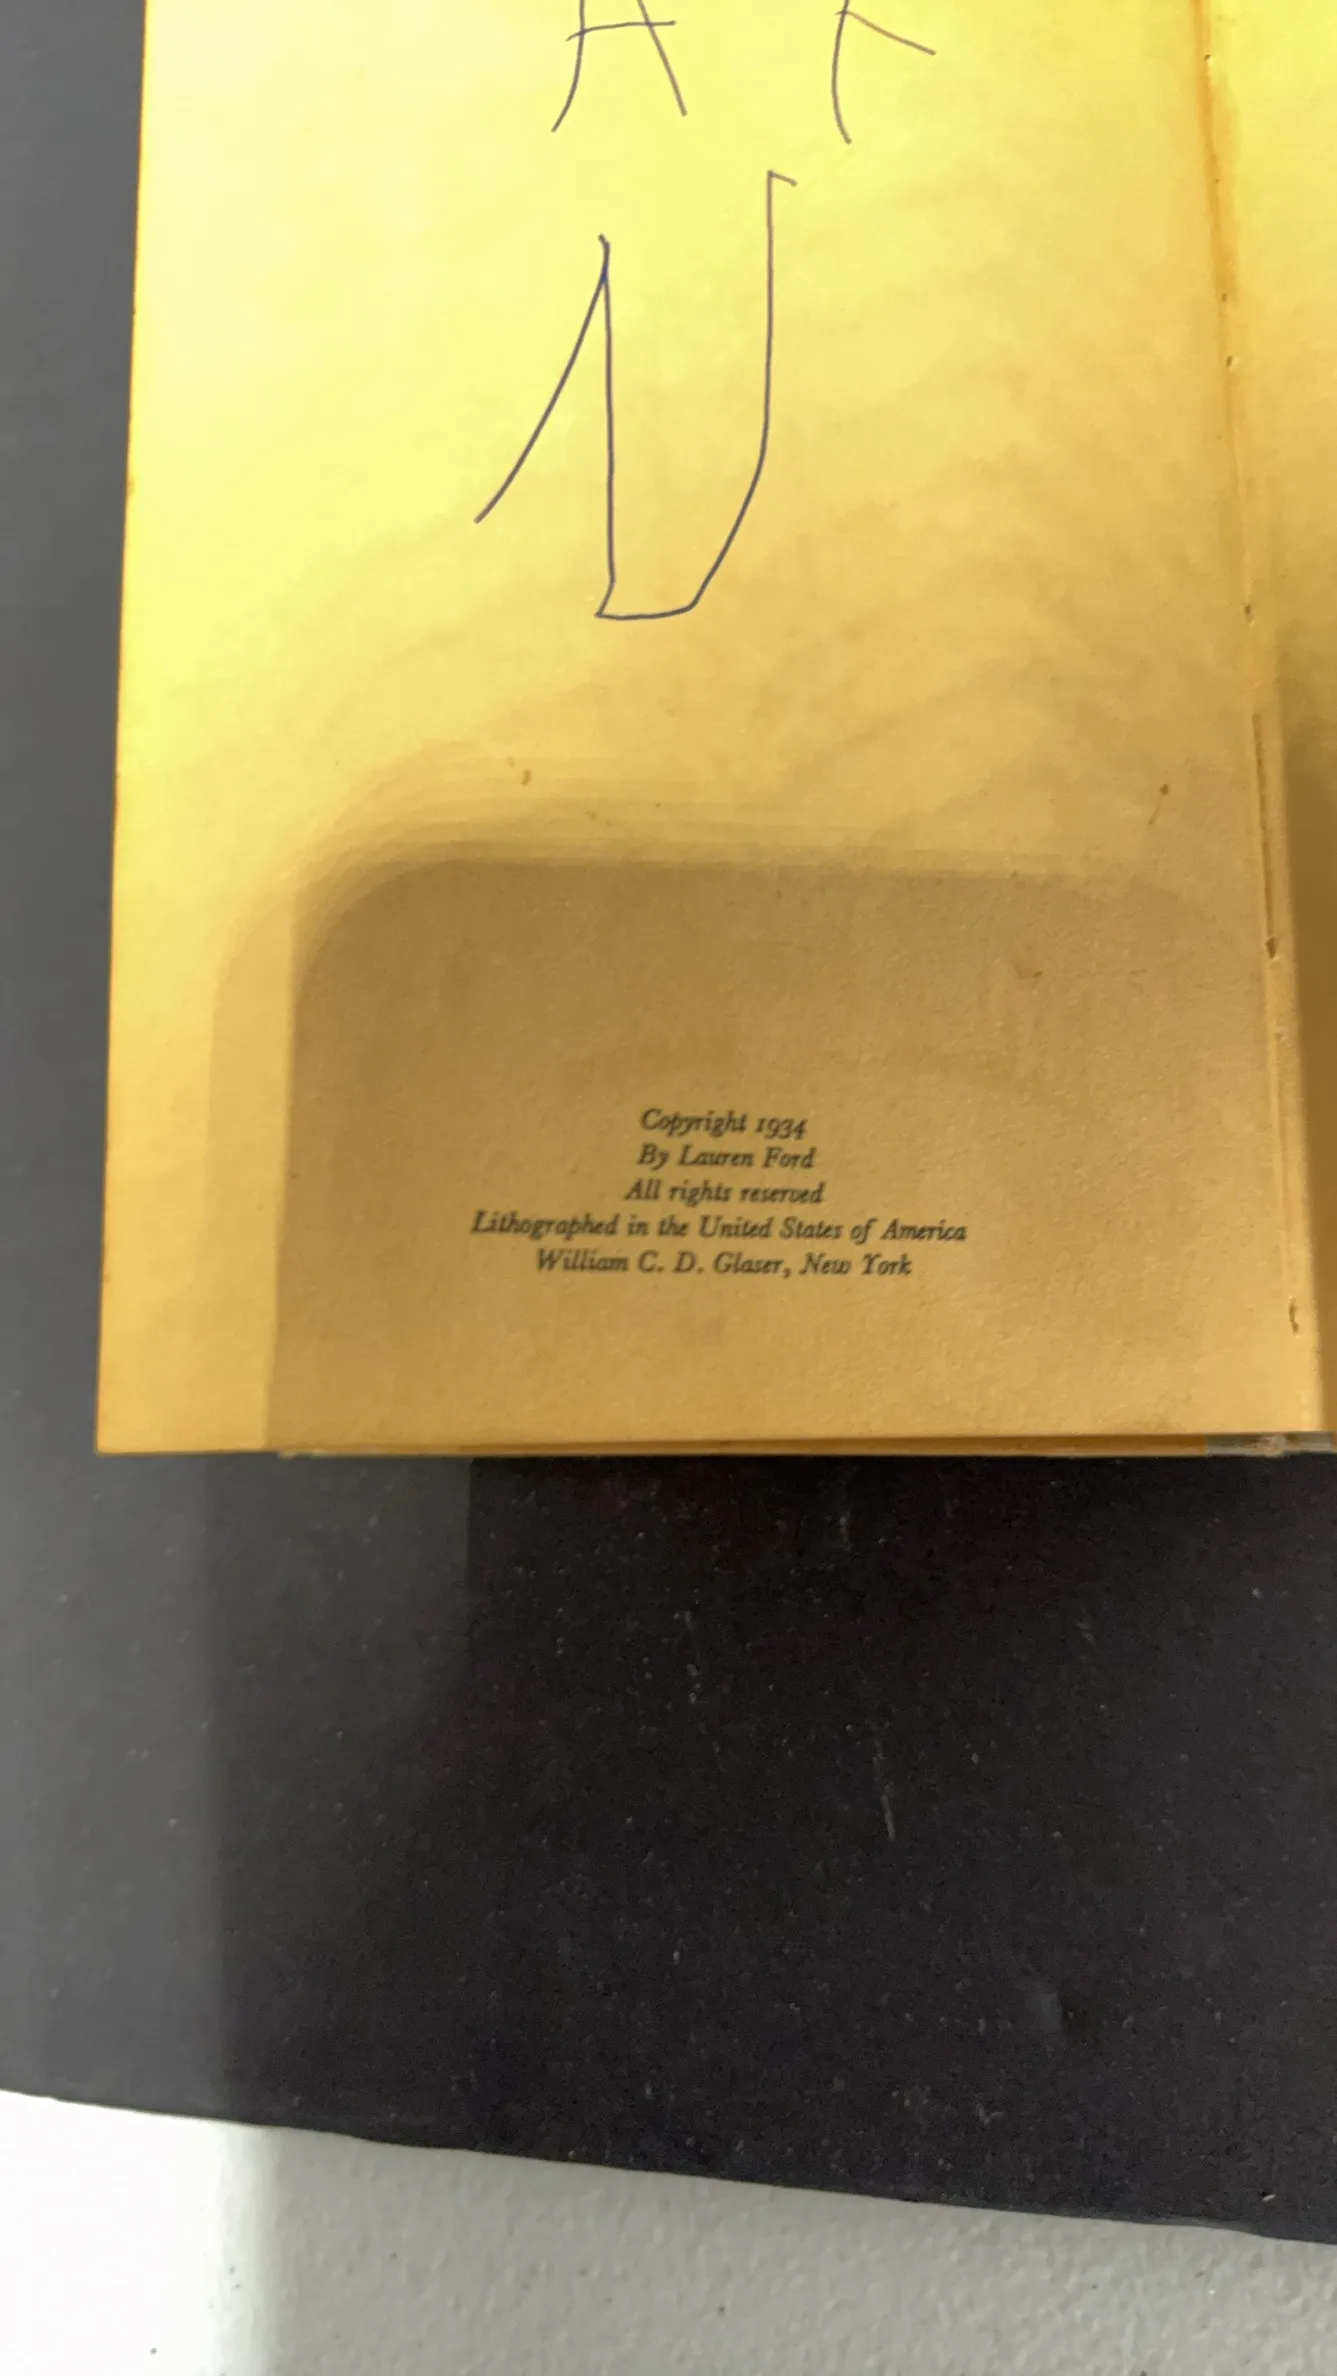 Copyright 1934
By Lauren Ford
All rights reserved
Lithographed in the United States of America
William C. D. Glaser, New York